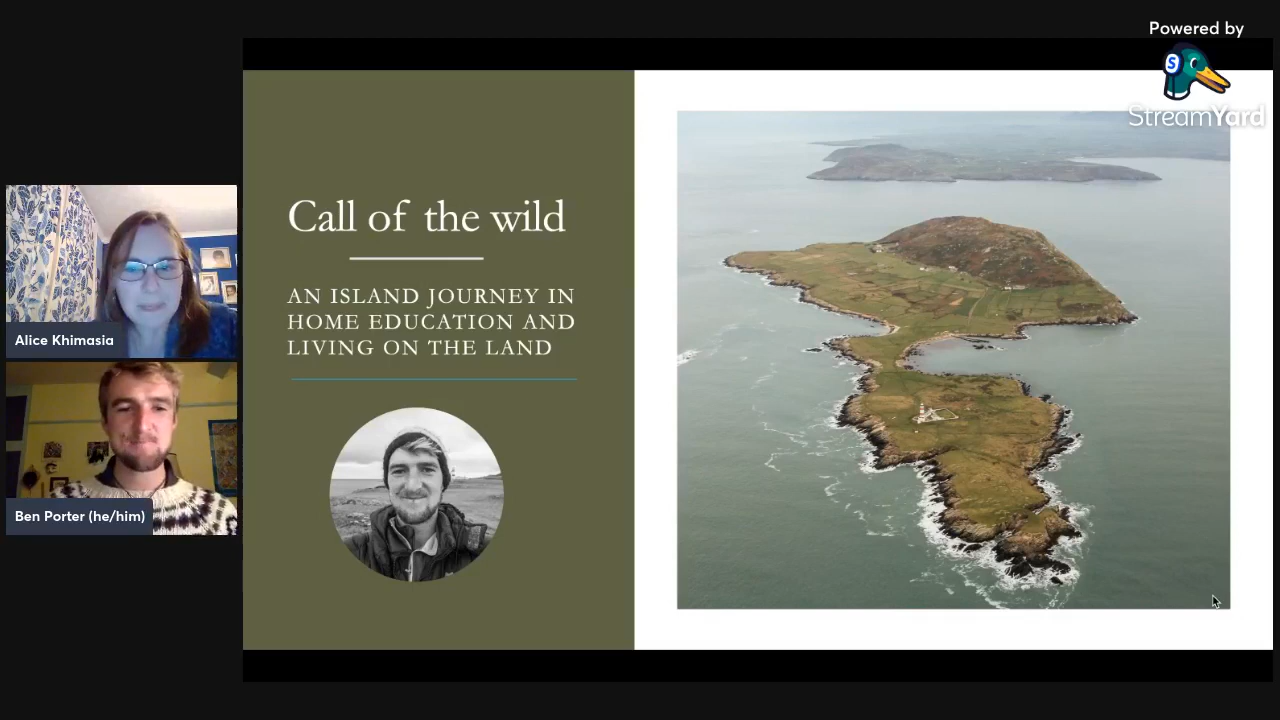 Powered by
S
StreamYard
Call of the wild
AN ISLAND JOURNEY IN
HOME EDUCATION AND
LIVING ON THE LAND
Alice Khimasia
Ben Porter (he/him)